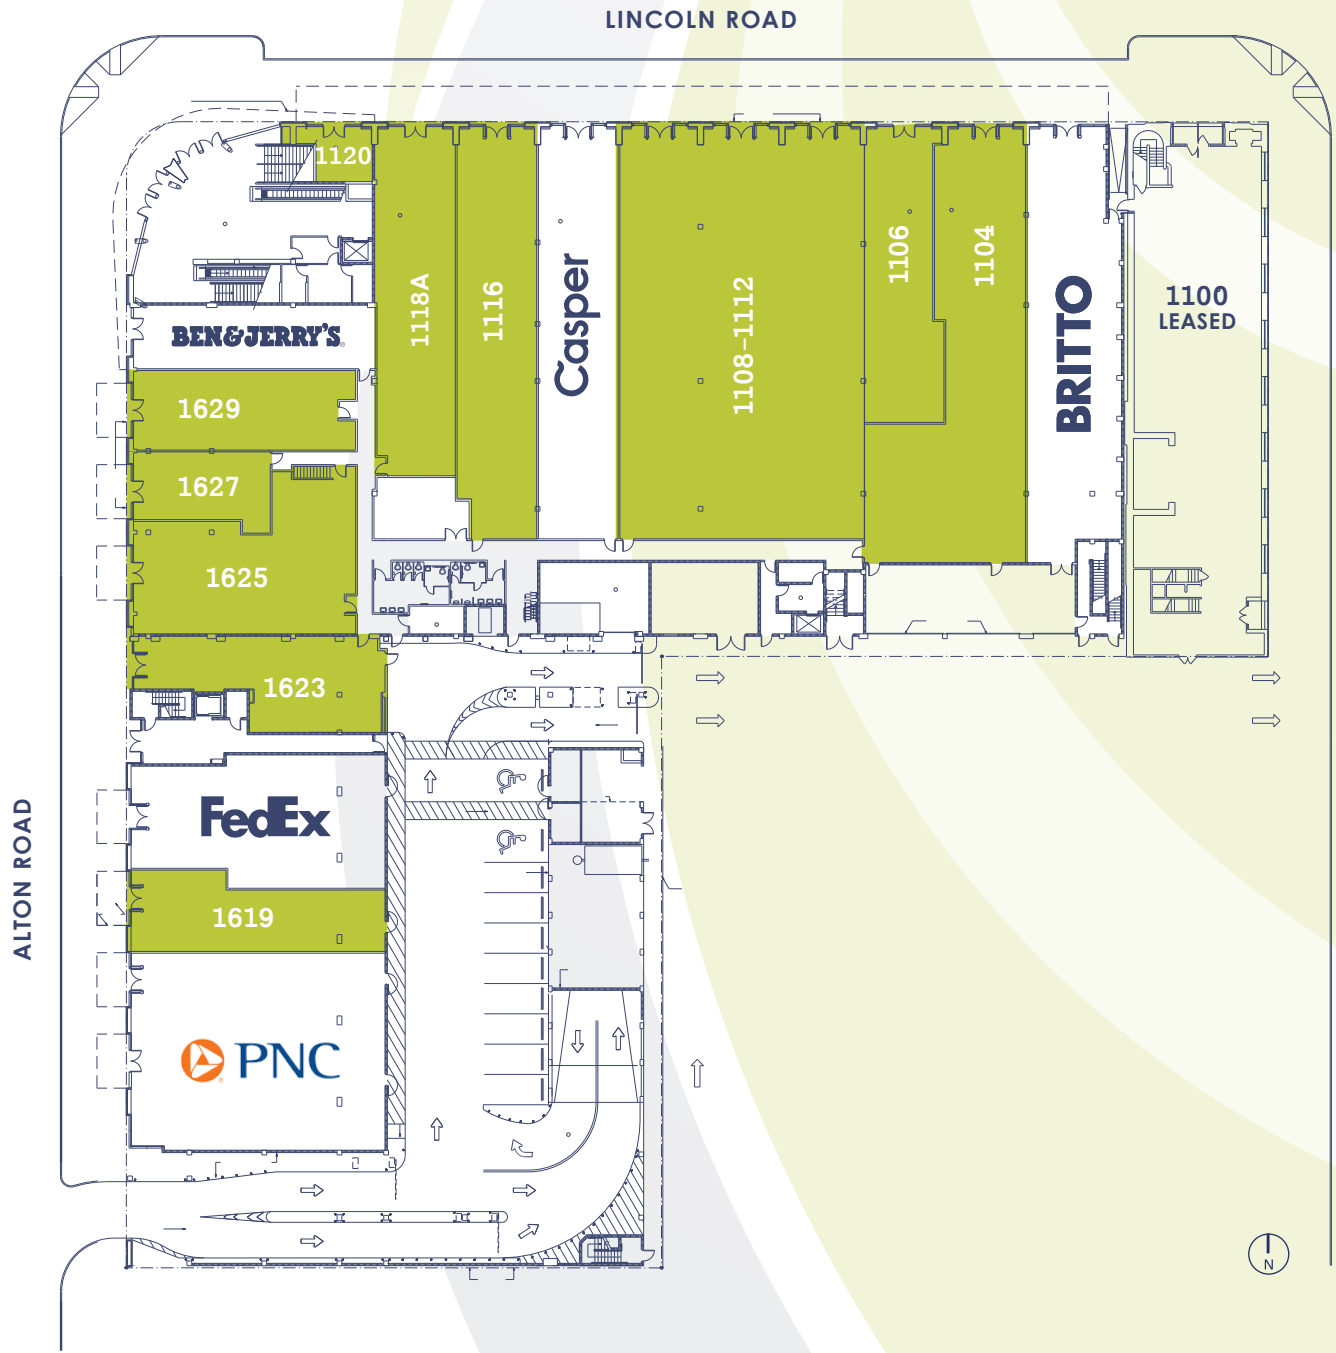 LINCOLN ROAD
1120
1118A
1116
Casper
1108–1112
1106
1104
BRITTO
1100
LEASED
BEN&JERRY'S
1629
1627
1625
1623
FedEx
ALTON ROAD
1619
PNC
N